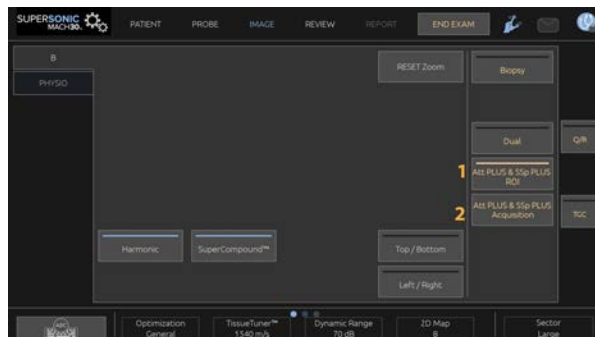 SUPERSONIC
MACH30
PATIENT PROBE IMAGE REVIEW REPORT END EXAM
B
PHYSIO
RESET Zoom
Biopsy
Dual
Q/R
1
Att PLUS & SSp PLUS
ROI
2
Att PLUS & SSp PLUS
Acquisition
TGC
Harmonic
SuperCompound™
Top / Bottom
Left / Right
Optimization
General
TissueTuner™
1540 m/s
Dynamic Range
70 dB
2D Map
8
Sector
Large